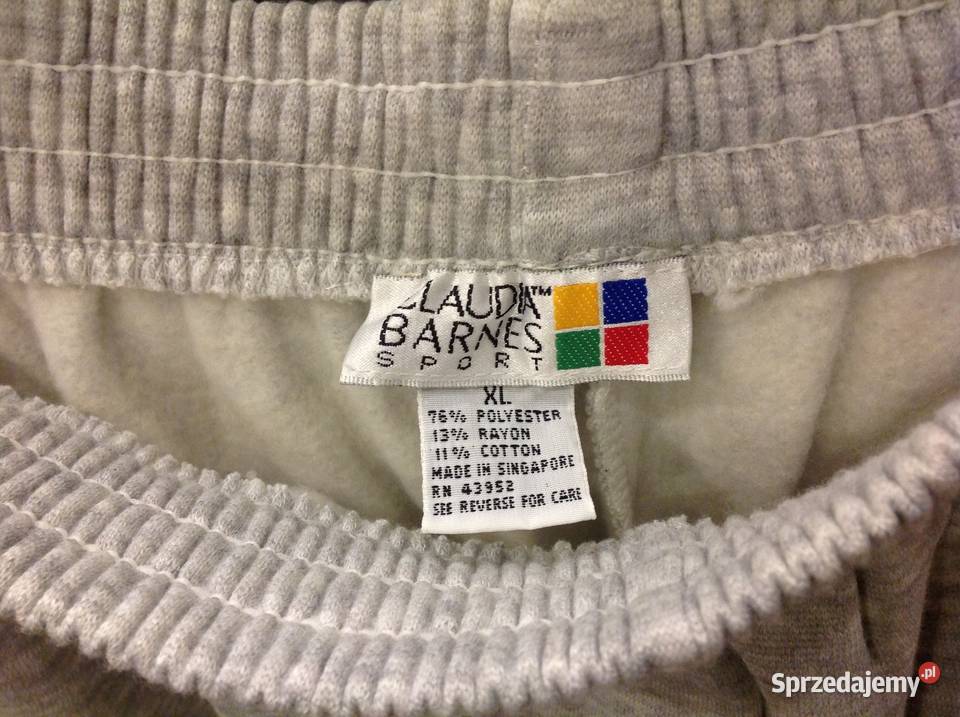 CLAUDIA™
BARNES
SPORT
XL
76% POLYESTER
13% RAYON
11% COTTON
MADE IN SINGAPORE
RN 43952
SEE REVERSE FOR CARE
Sprzedajemy.pl